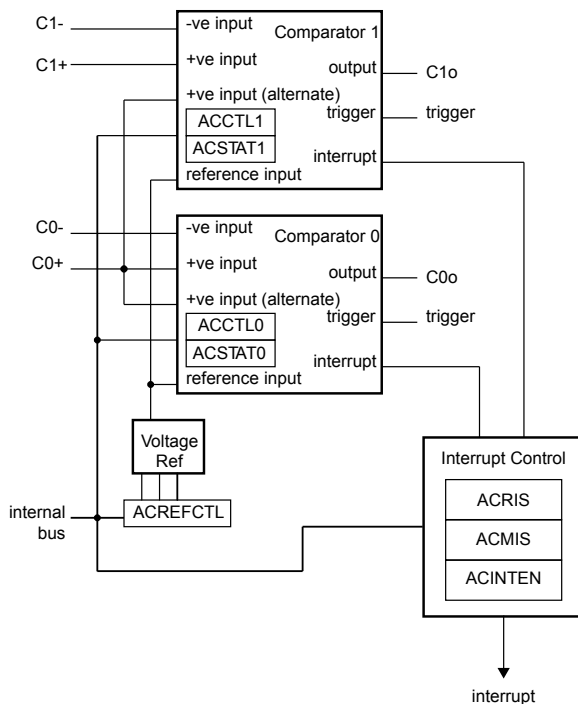 C1-
-ve input
Comparator 1
C1+
+ve input
output
C1o
+ve input (alternate)
trigger
trigger
ACCTL1
ACSTAT1
interrupt
reference input
C0-
-ve input
Comparator 0
C0+
+ve input
output
C0o
+ve input (alternate)
trigger
trigger
ACCTL0
ACSTAT0
interrupt
reference input
Voltage
Ref
Interrupt Control
ACRIS
internal
bus
ACREFCTL
ACMIS
ACINTEN
interrupt